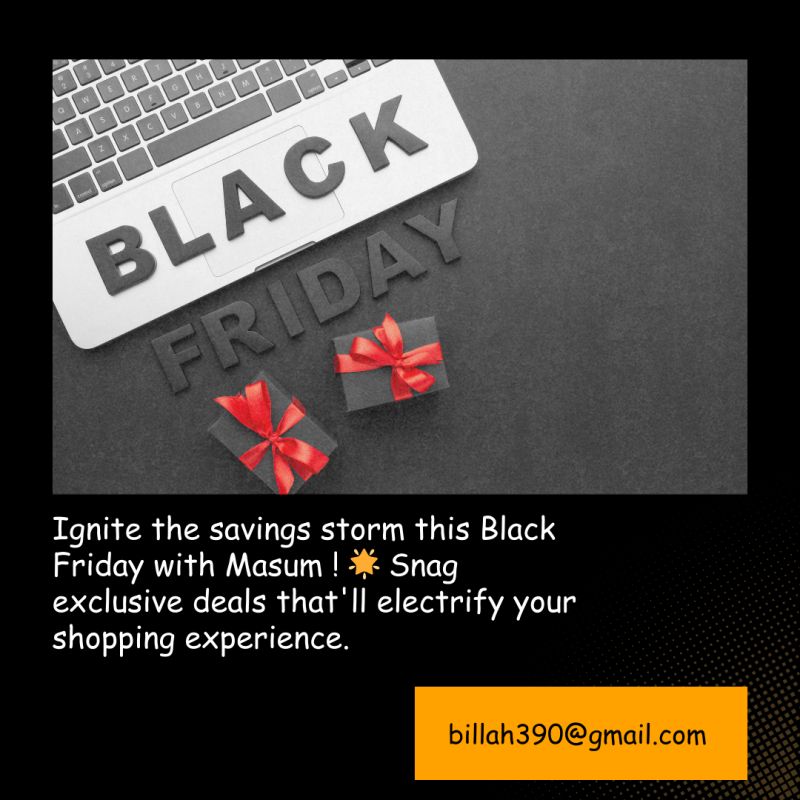 BLACK
FRIDAY
Ignite the savings storm this Black
Friday with Masum ! 🌟 Snag
exclusive deals that'll electrify your
shopping experience.
billah390@gmail.com